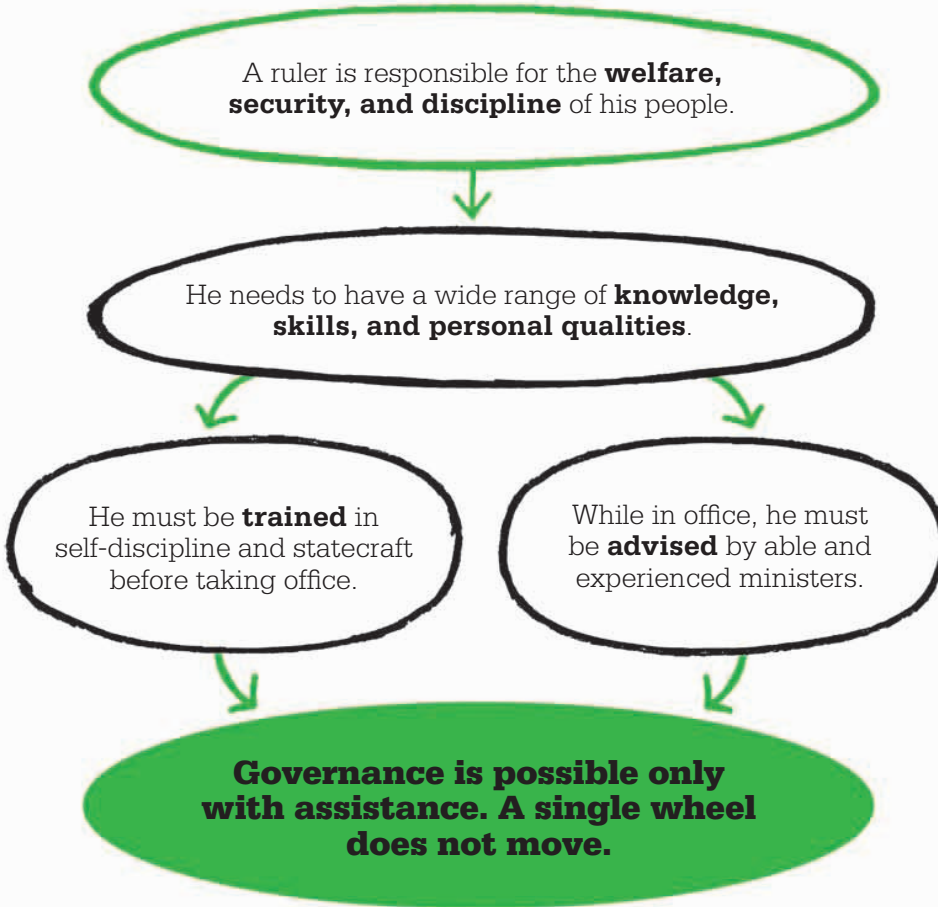 A ruler is responsible for the welfare,
security, and discipline of his people.
He needs to have a wide range of knowledge,
skills, and personal qualities.
He must be trained in
self-discipline and statecraft
before taking office.
While in office, he must
be advised by able and
experienced ministers.
Governance is possible only
with assistance. A single wheel
does not move.